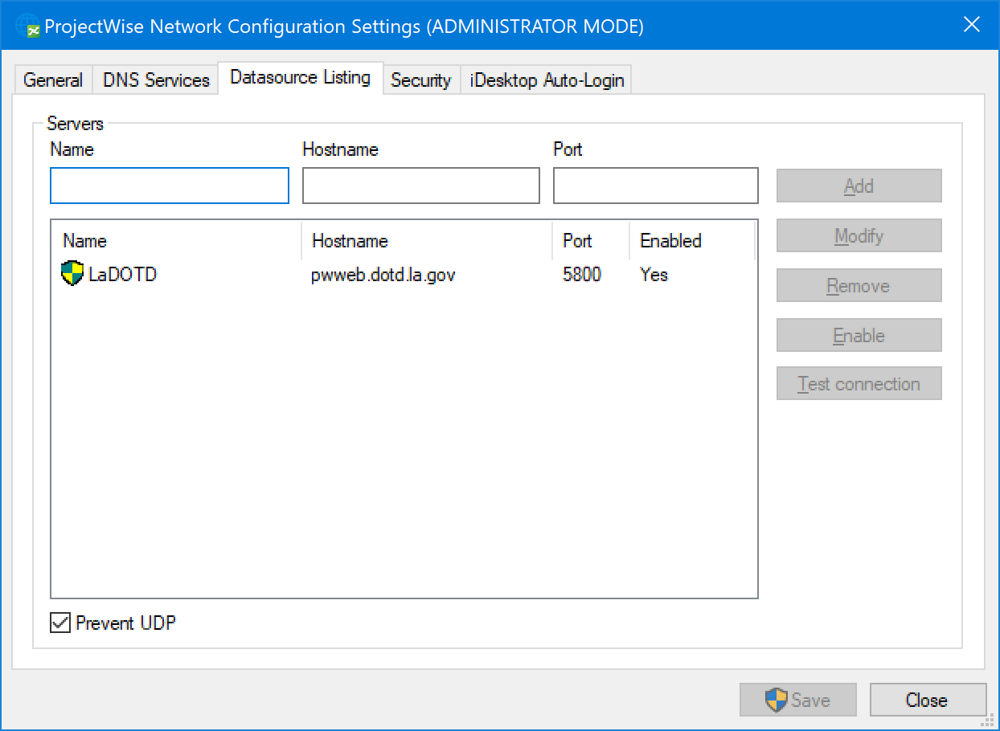 ProjectWise Network Configuration Settings (ADMINISTRATOR MODE)
General DNS Services Datasource Listing Security iDesktop Auto-Login
Servers
Name Hostname Port
Add
Name Hostname Port Enabled
Modify
LaDOTD pwweb.dotd.la.gov 5800 Yes
Remove
Enable
Test connection
Prevent UDP
Save Close